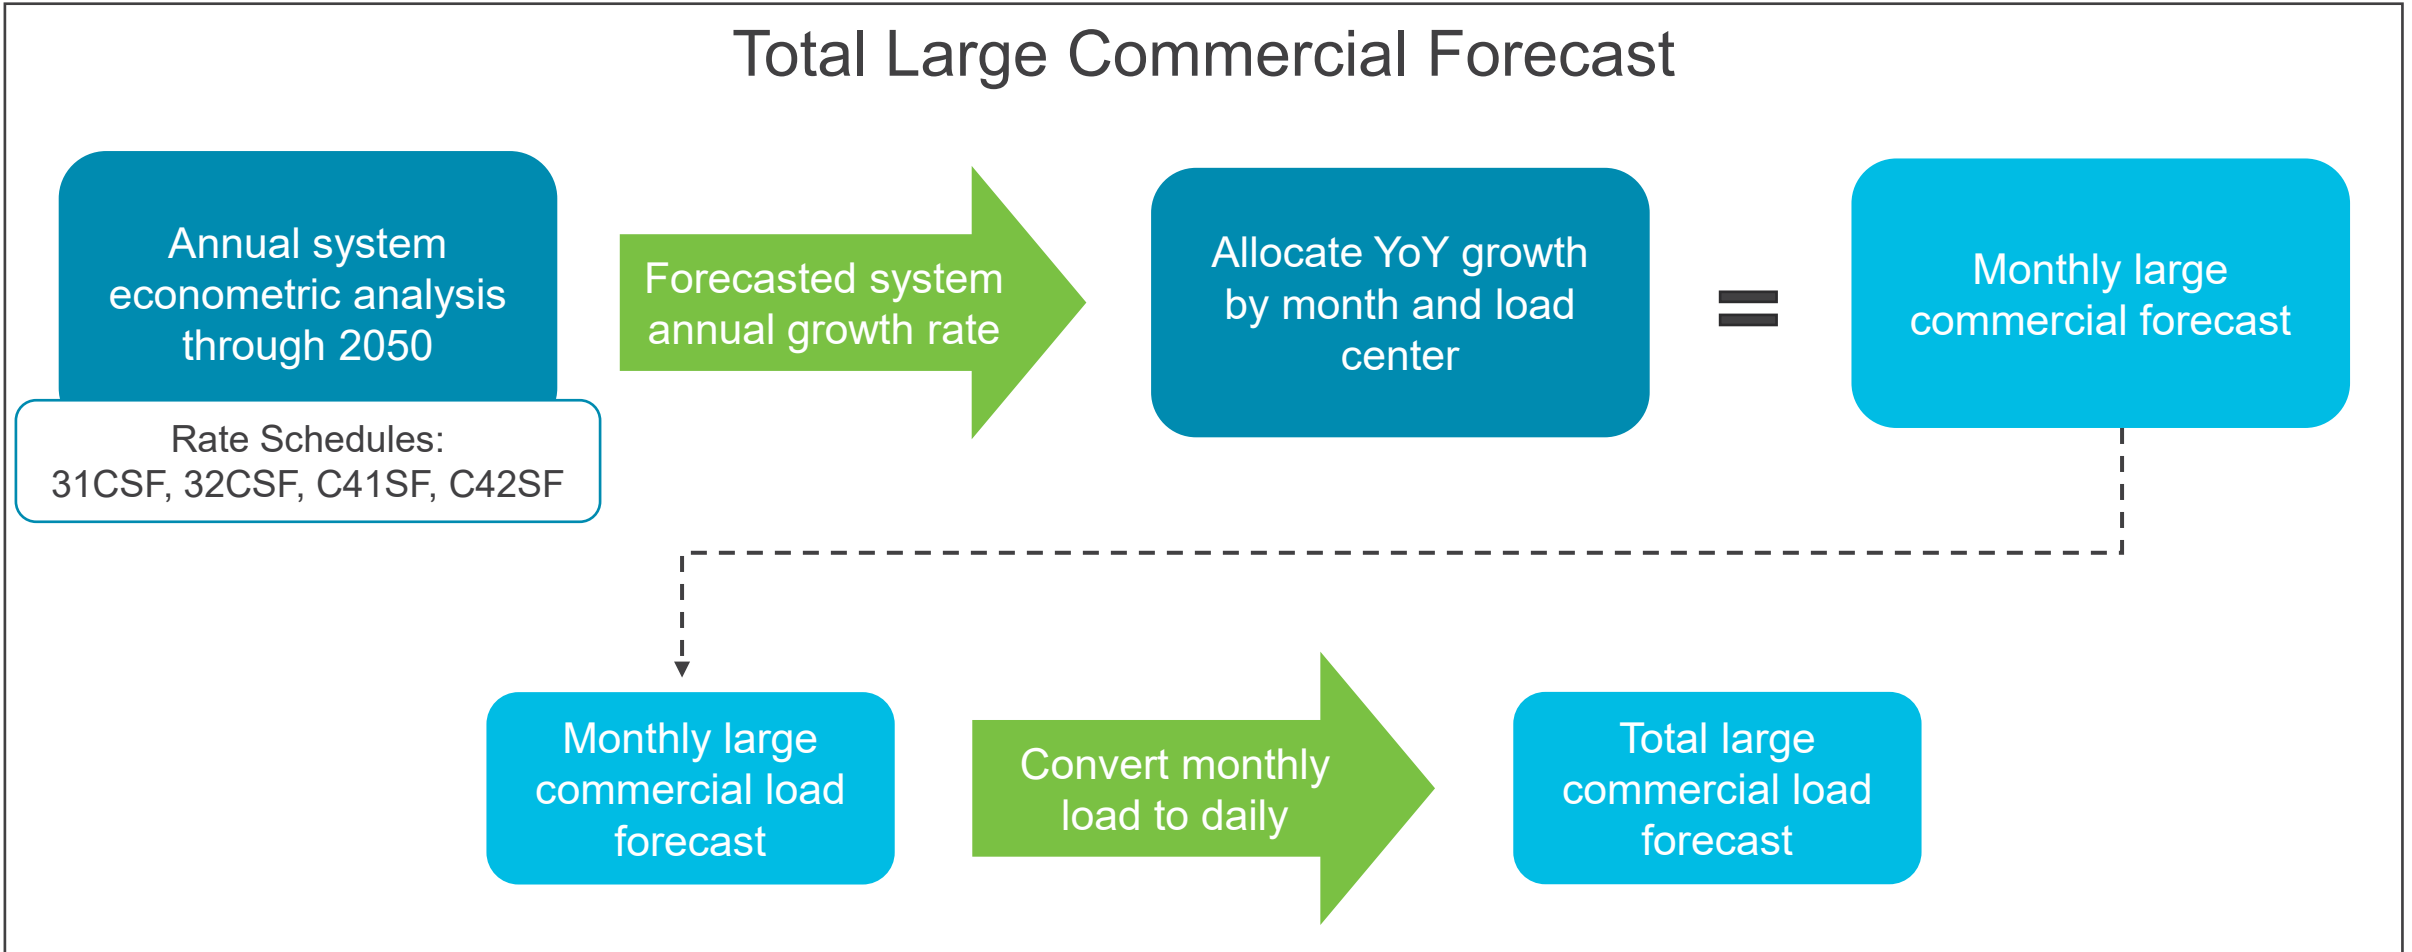 Total Large Commercial Forecast
Annual system
econometric analysis
through 2050
Rate Schedules:
31CSF, 32CSF, C41SF, C42SF
Forecasted system
annual growth rate
Allocate YoY growth
by month and load
center
=
Monthly large
commercial forecast
Monthly large
commercial load
forecast
Convert monthly
load to daily
Total large
commercial load
forecast